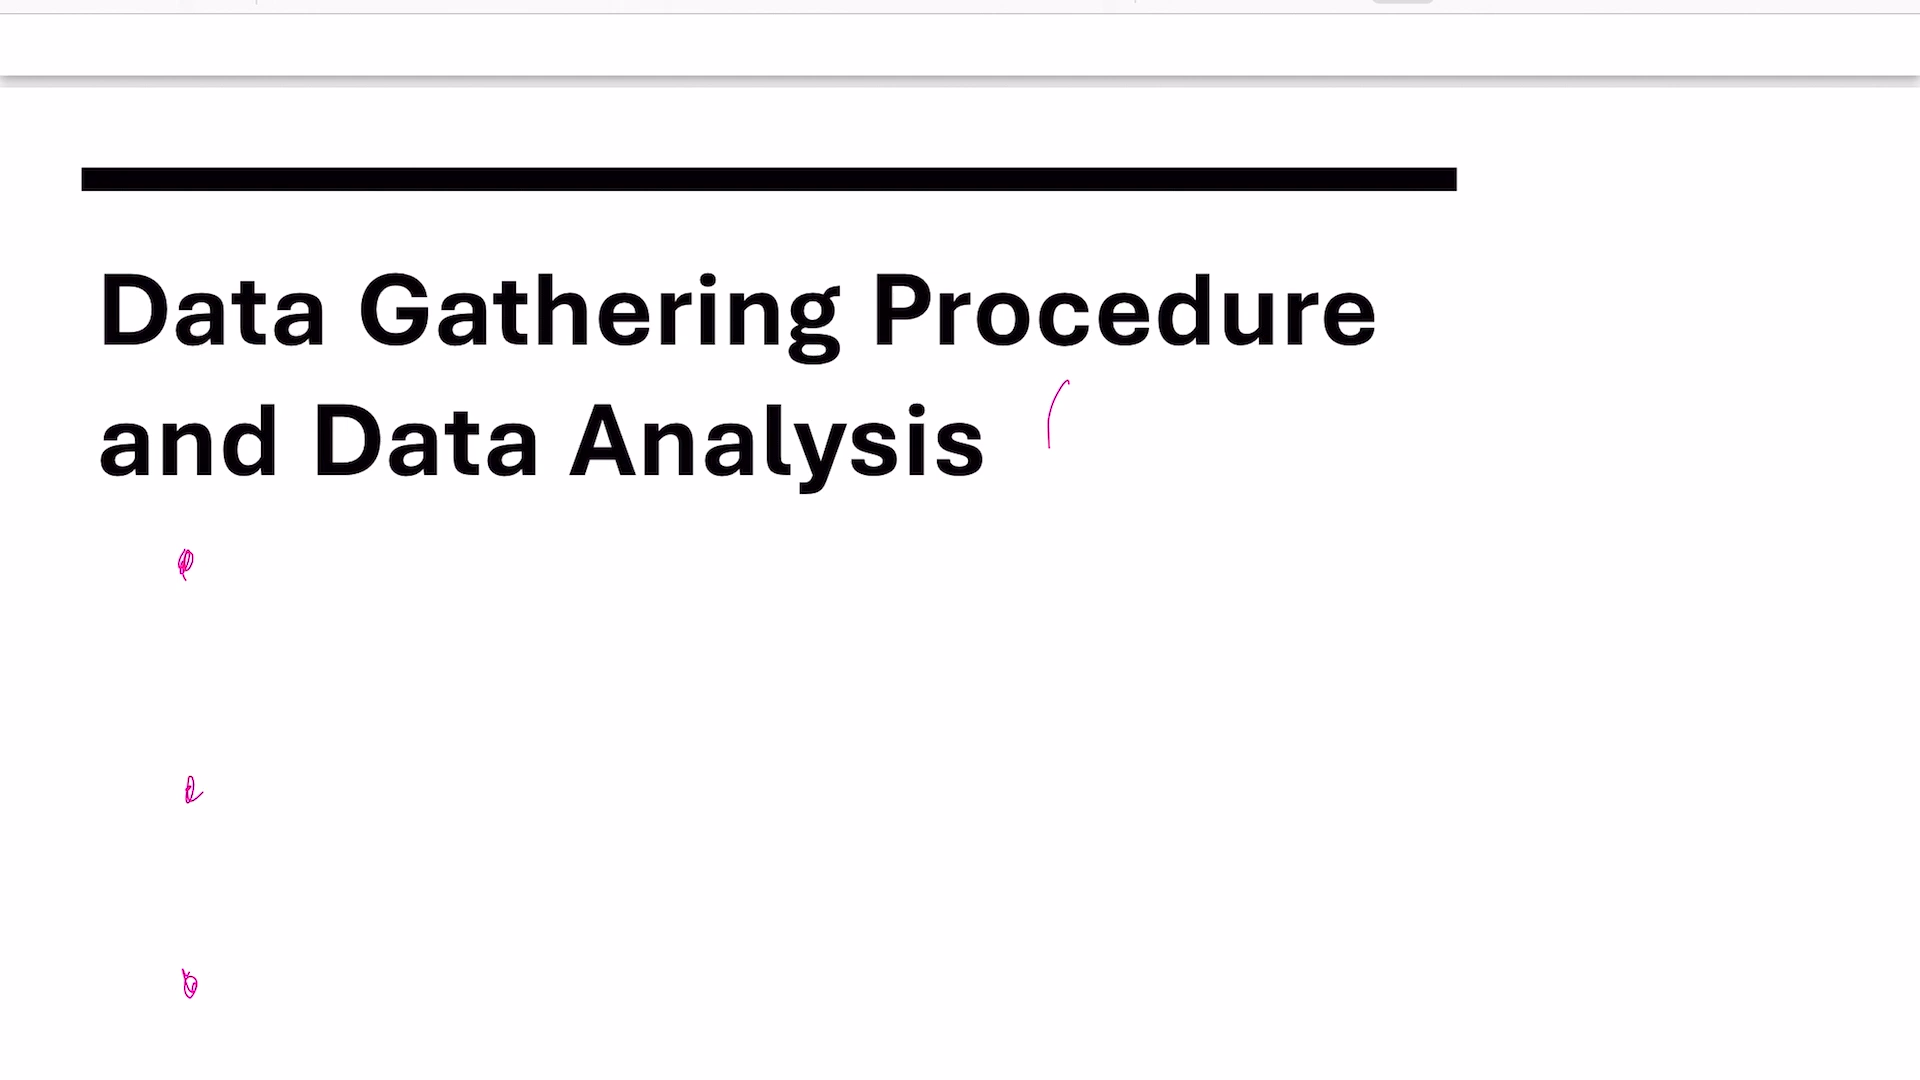 Data Gathering Procedure
and Data Analysis